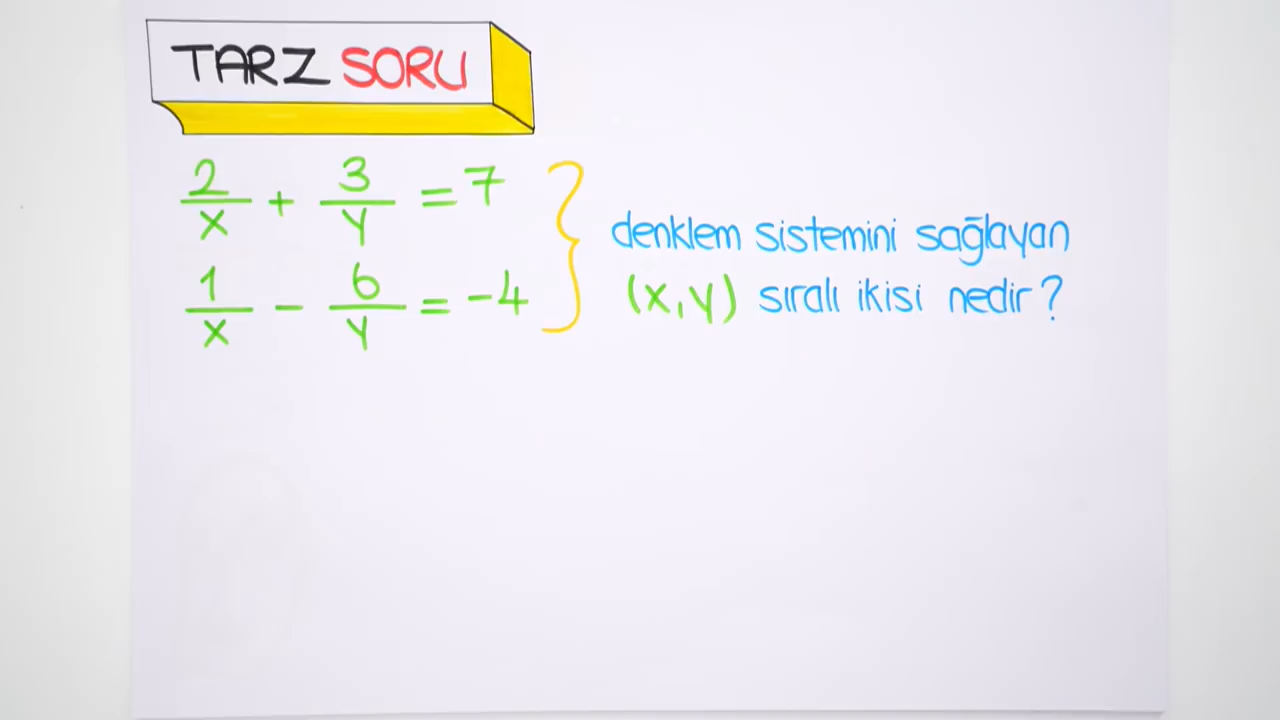 TARZ SORU
2/x + 3/y = 7
1/x - 6/y = -4
denklem sistemini sağlayan
(x,y) sıralı ikisi nedir?